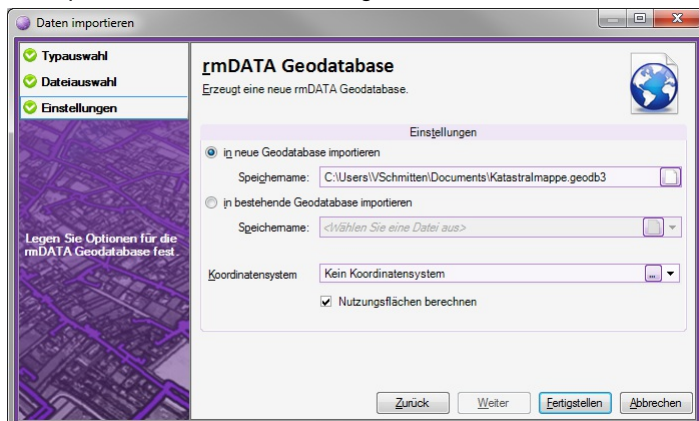 Daten importieren
Typauswahl
Dateiauswahl
Einstellungen
Legen Sie Optionen für die
rmDATA Geodatabase fest.
rmDATA Geodatabase
Erzeugt eine neue rmDATA Geodatabase.
Einstellungen
in neue Geodatabase importieren
Speichername: C:\Users\VSchmitten\Documents\Katastralmappe.geodb3
in bestehende Geodatabase importieren
Speichername: <Wählen Sie eine Datei aus>
Koordinatensystem Kein Koordinatensystem ...
Nutzungsflächen berechnen
Zurück Weiter Fertigstellen Abbrechen